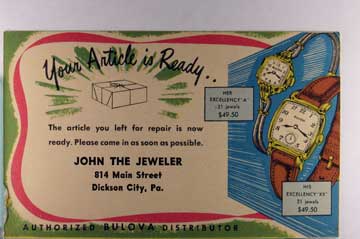 Your Article is Ready..
The article you left for repair is now
ready. Please come in as soon as possible.
JOHN THE JEWELER
814 Main Street
Dickson City, Pa.
AUTHORIZED BULOVA DISTRIBUTOR
HER
EXCELLENCY "A"
21 jewels
$49.50
HIS
EXCELLENCY "XX"
21 jewels
$49.50